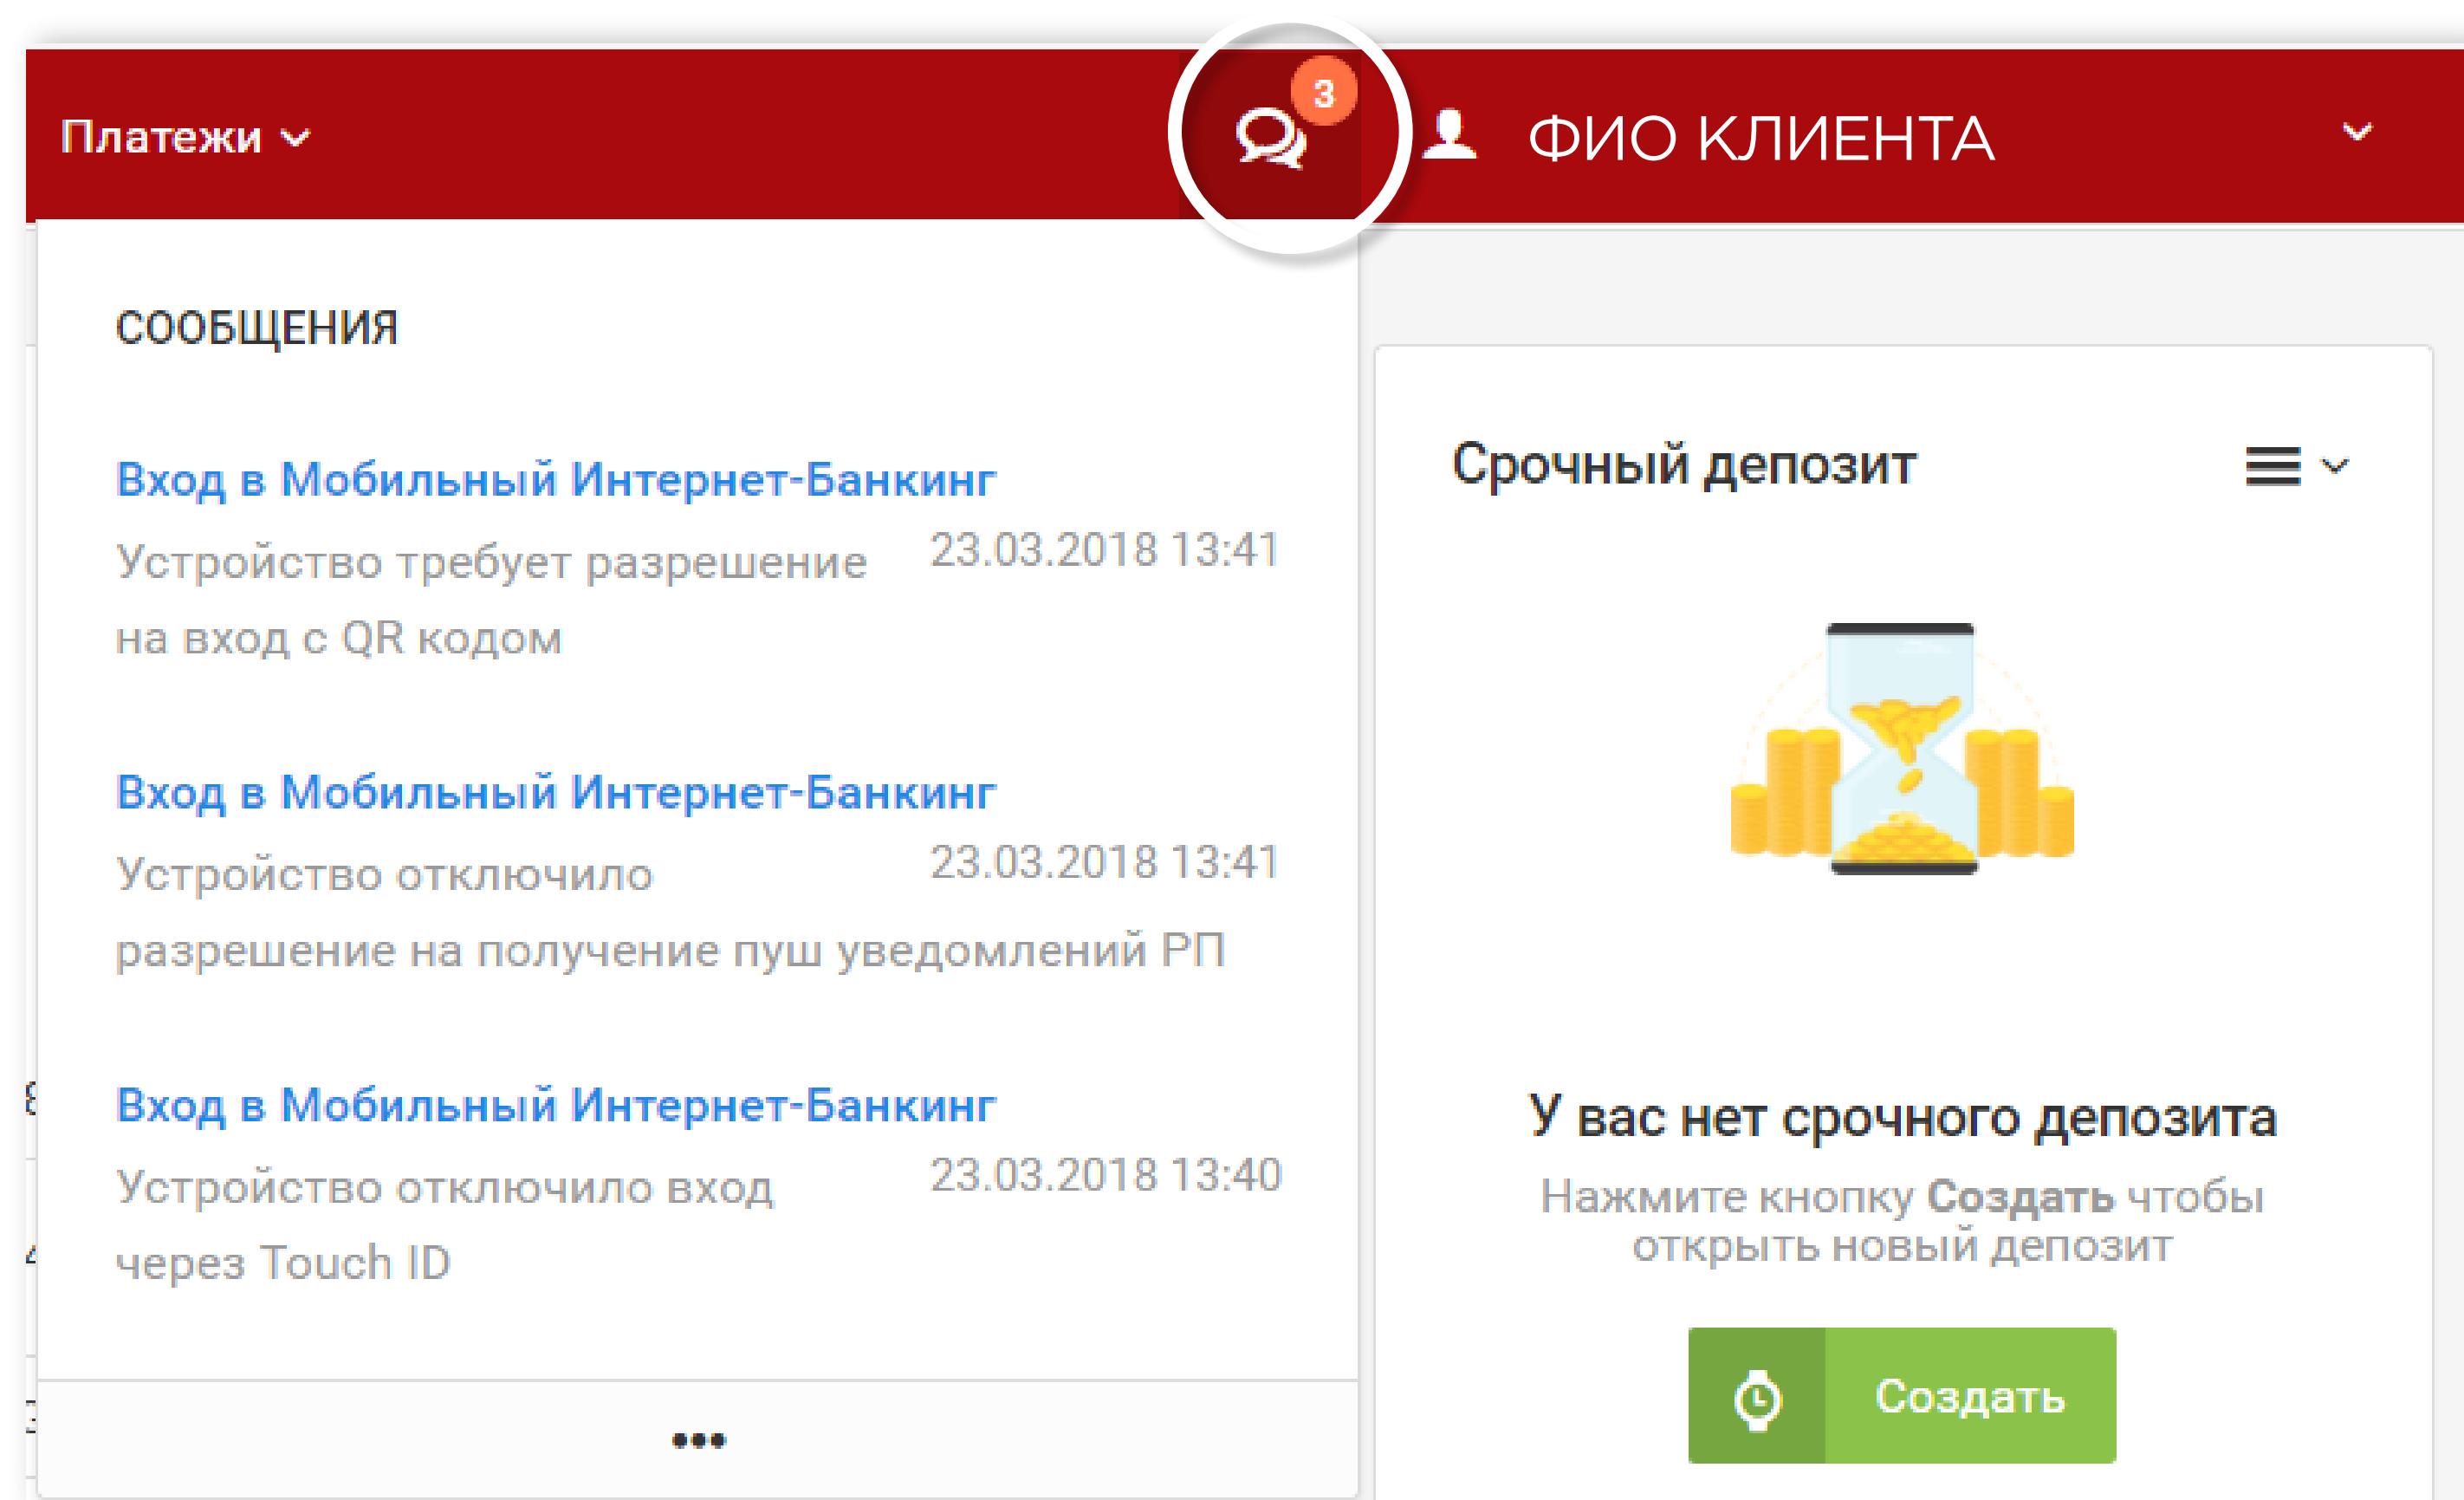 Платежи
3
ФИО КЛИЕНТА
СООБЩЕНИЯ
Вход в Мобильный Интернет-Банкинг
Устройство требует разрешение 23.03.2018 13:41
на вход с QR кодом
Вход в Мобильный Интернет-Банкинг
Устройство отключило 23.03.2018 13:41
разрешение на получение пуш уведомлений РП
Вход в Мобильный Интернет-Банкинг
Устройство отключило вход 23.03.2018 13:40
через Touch ID
•••
Срочный депозит
У вас нет срочного депозита
Нажмите кнопку Создать чтобы
открыть новый депозит
Создать